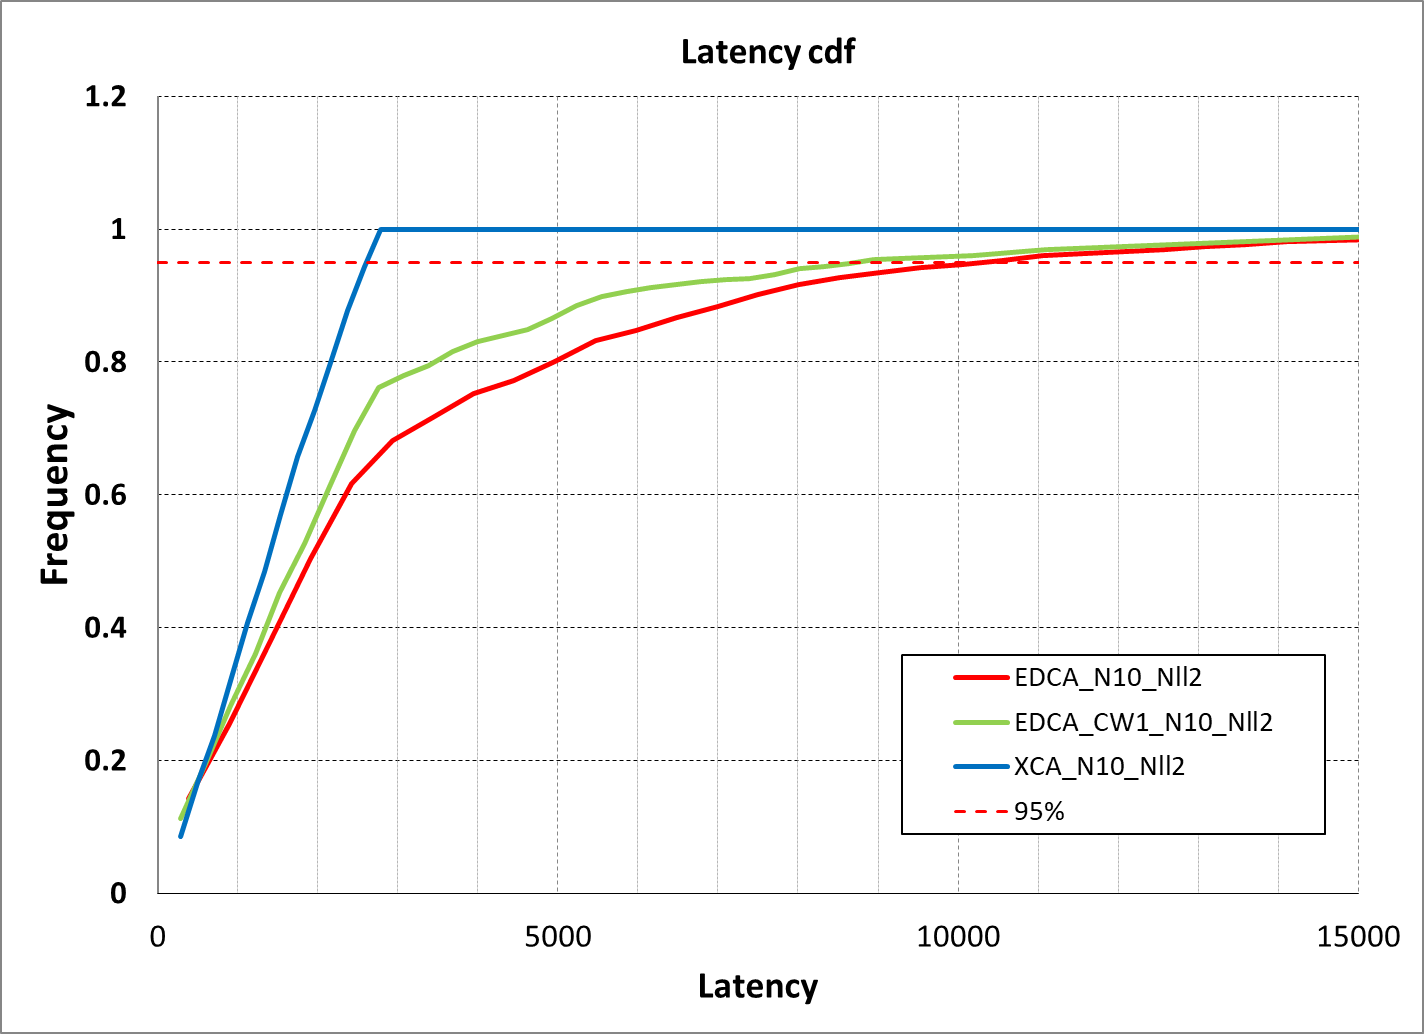 Latency cdf
1.2
1
0.8
0.6
0.4
0.2
0
Frequency
EDCA_N10_Nll2
EDCA_CW1_N10_Nll2
XCA_N10_Nll2
95%
0 5000 10000 15000
Latency